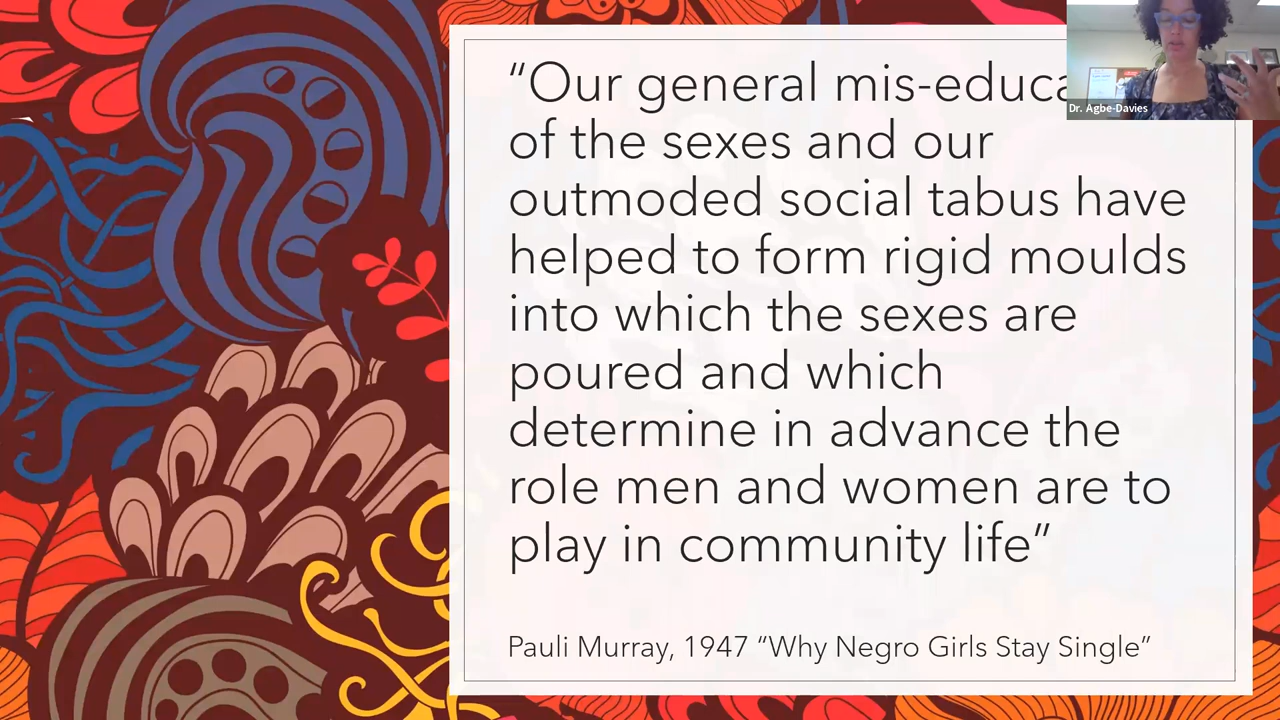 “Our general mis-educa
of the sexes and our
outmoded social tabus have
helped to form rigid moulds
into which the sexes are
poured and which
determine in advance the
role men and women are to
play in community life”
Pauli Murray, 1947 “Why Negro Girls Stay Single”
Dr. Agbe-Davies